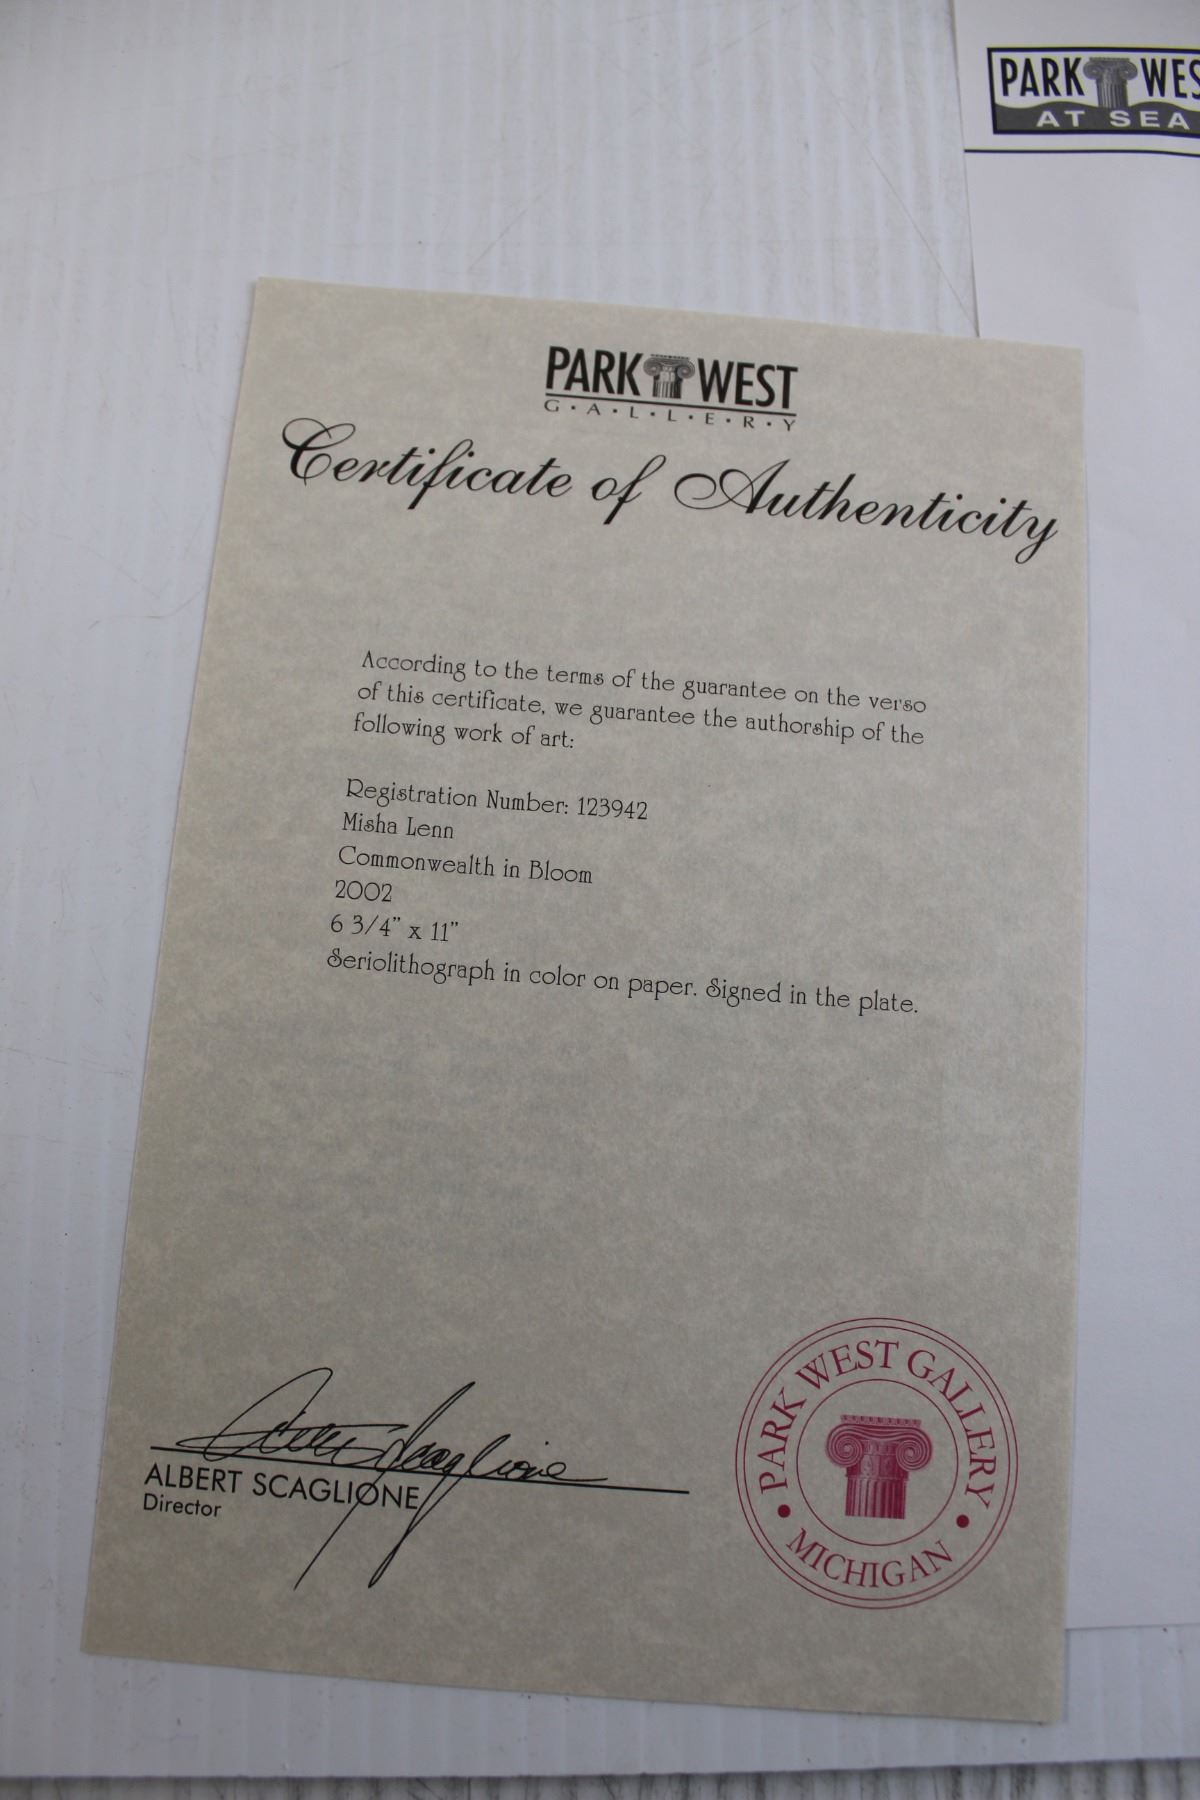 PARK WES
AT SEA
PARK WEST
G·A·L·L·E·R·Y
Certificate of Authenticity
According to the terms of the guarantee on the verso
of this certificate, we guarantee the authorship of the
following work of art:
Registration Number: 123942
Misha Lenn
Commonwealth in Bloom
2002
6 3/4" x 11"
Seriolithograph in color on paper. Signed in the plate.
Albert Scaglione
ALBERT SCAGLIONE
Director
PARK WEST GALLERY
• MICHIGAN •